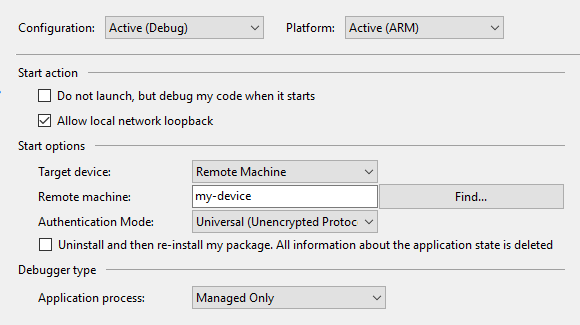 Configuration: Active (Debug) Platform: Active (ARM)
Start action
Do not launch, but debug my code when it starts
Allow local network loopback
Start options
Target device: Remote Machine
Remote machine: my-device Find...
Authentication Mode: Universal (Unencrypted Protoc
Uninstall and then re-install my package. All information about the application state is deleted
Debugger type
Application process: Managed Only